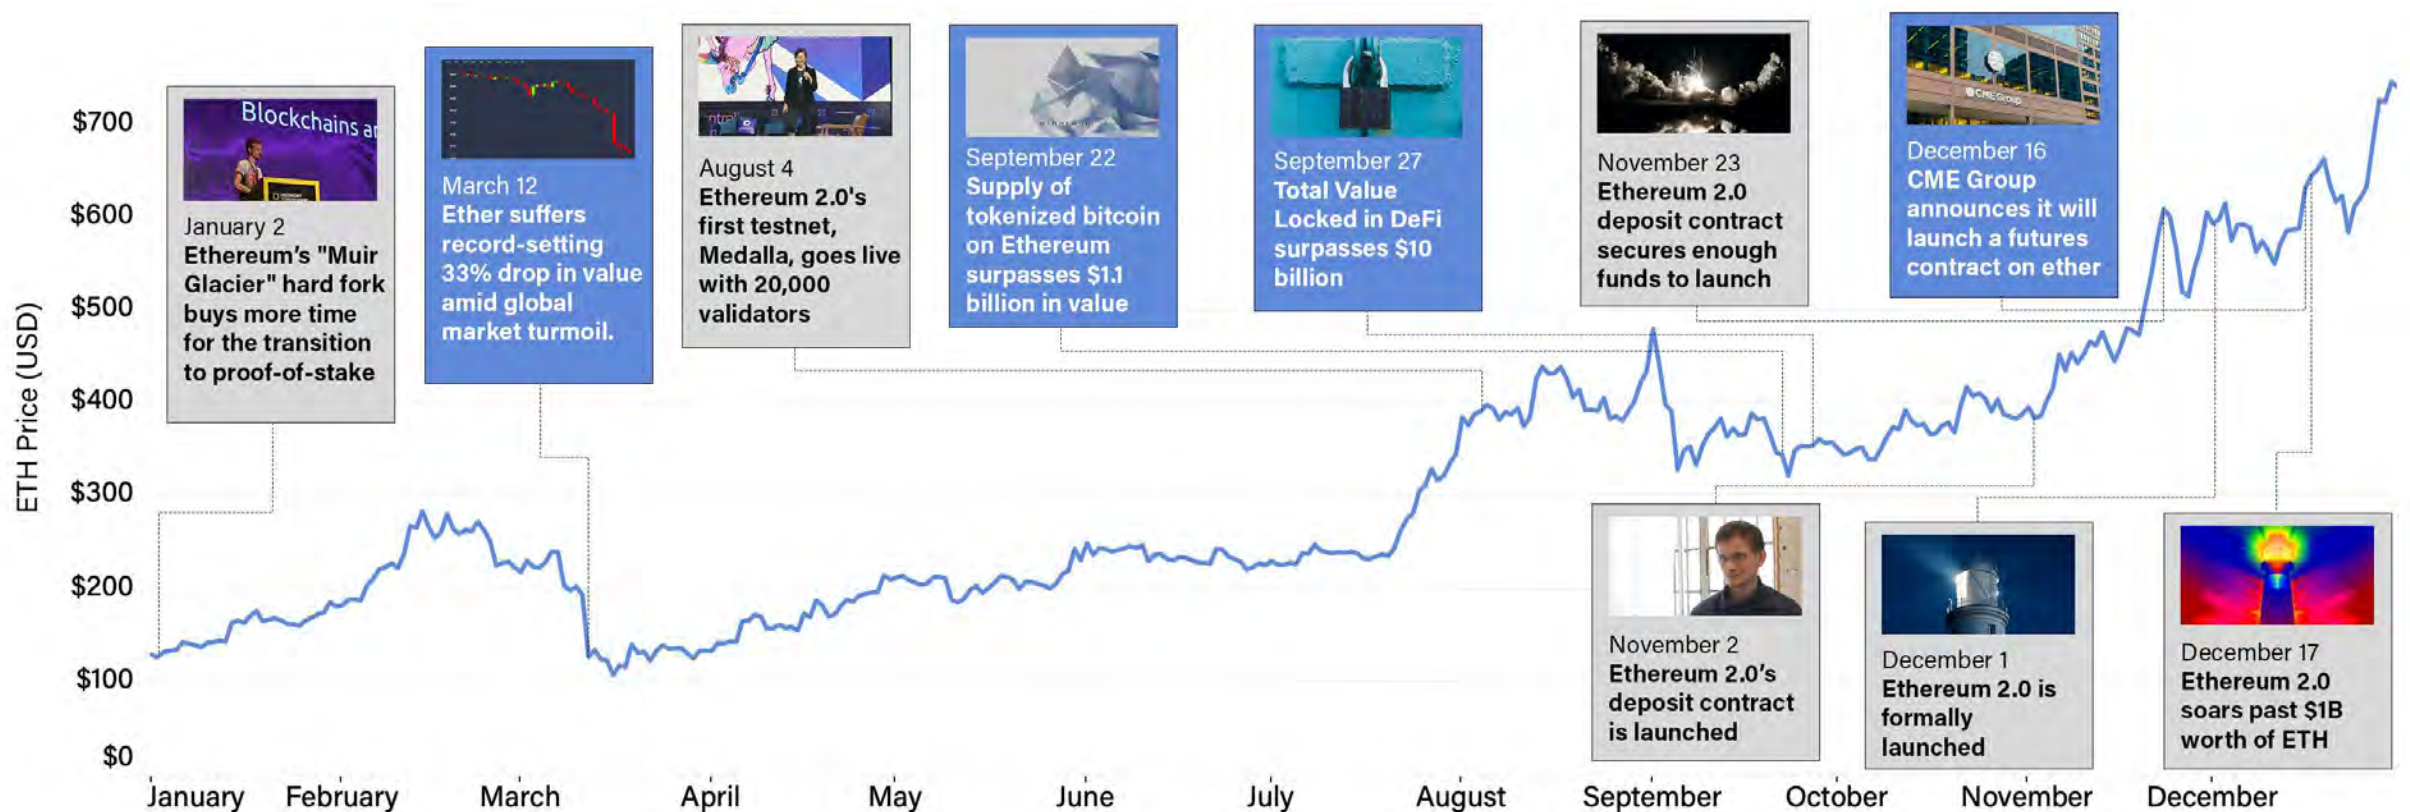 Blockchains a
January 2
Ethereum's "Muir
Glacier" hard fork
buys more time
for the transition
to proof-of-stake
March 12
Ether suffers
record-setting
33% drop in value
amid global
market turmoil.
August 4
Ethereum 2.0's
first testnet,
Medalla, goes live
with 20,000
validators
September 22
Supply of
tokenized bitcoin
on Ethereum
surpasses $1.1
billion in value
September 27
Total Value
Locked in DeFi
surpasses $10
billion
November 23
Ethereum 2.0
deposit contract
secures enough
funds to launch
CME Group
December 16
CME Group
announces it will
launch a futures
contract on ether
ETH Price (USD)
$700
$600
$500
$400
$300
$200
$100
$0
November 2
Ethereum 2.0's
deposit contract
is launched
December 1
Ethereum 2.0 is
formally
launched
December 17
Ethereum 2.0
soars past $1B
worth of ETH
January February March April May June July August September October November December